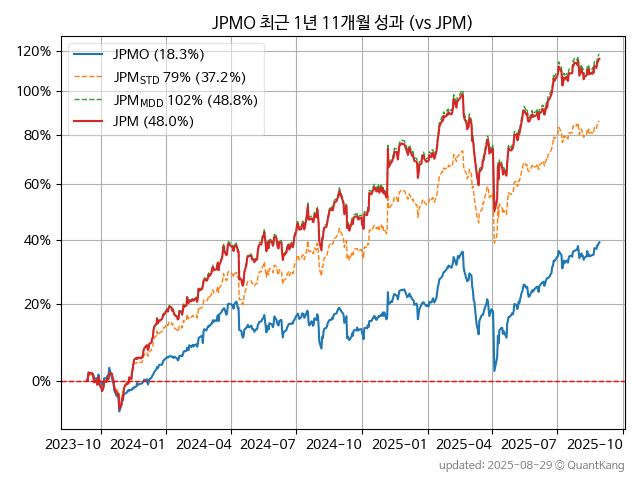 JPMO 최근 1년 11개월 성과 (vs JPM)
JPMO (18.3%)
JPM_STD 79% (37.2%)
JPM_MDD 102% (48.8%)
JPM (48.0%)
120%
100%
80%
60%
40%
20%
0%
2023-10 2024-01 2024-04 2024-07 2024-10 2025-01 2025-04 2025-07 2025-10
updated: 2025-08-29 © QuantKang